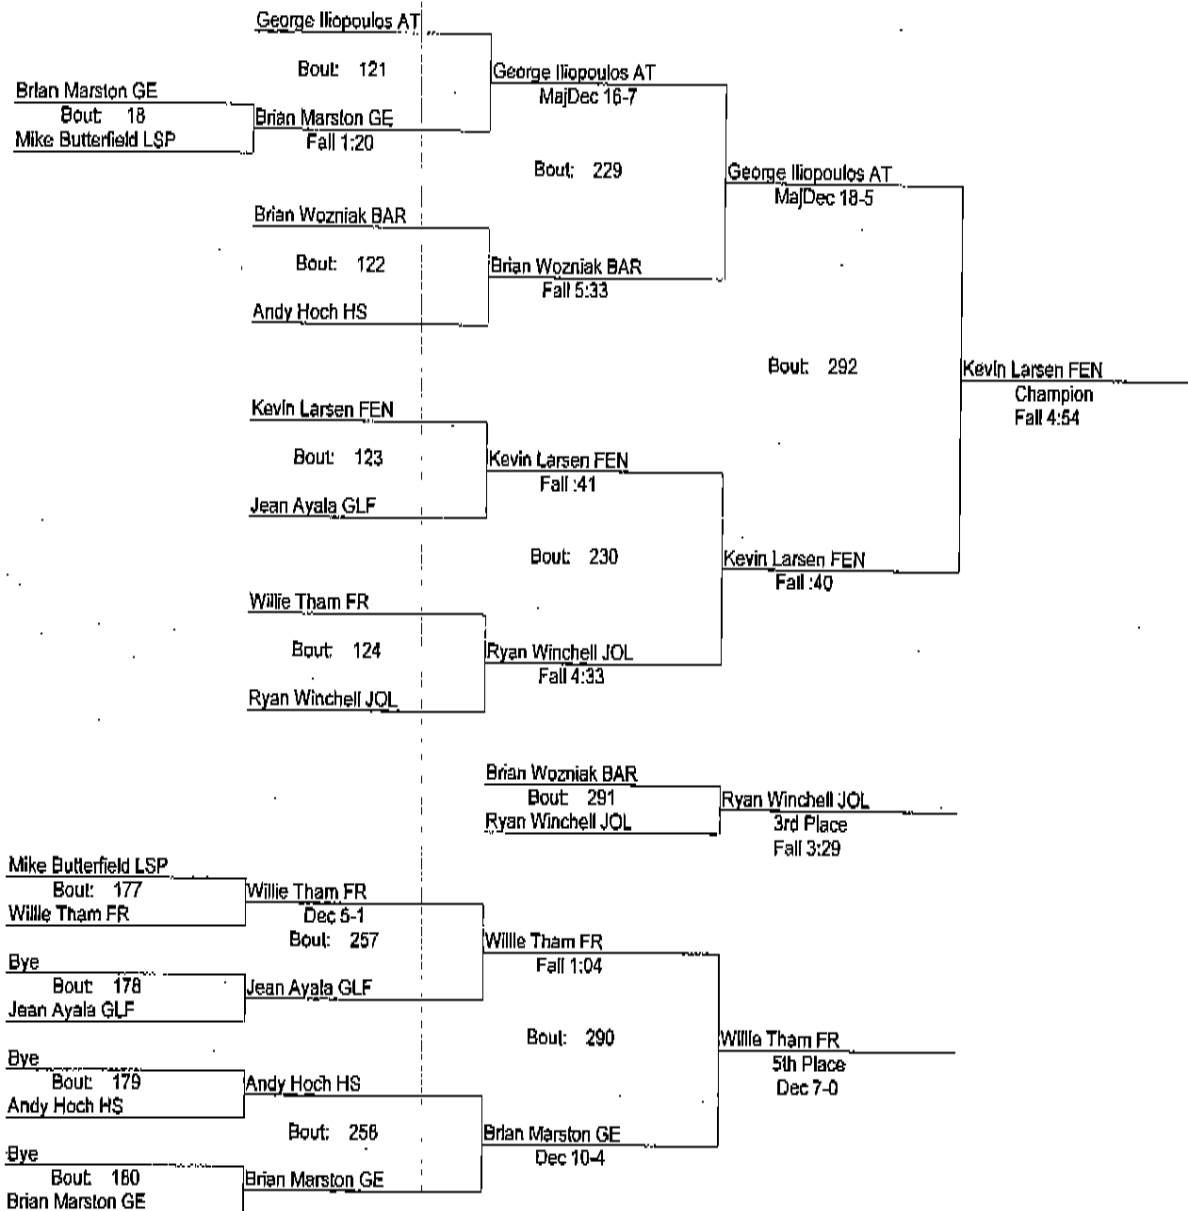 George Iliopoulos AT
Bout: 121
Brian Marston GE
Bout: 18
Mike Butterfield LSP
Brian Marston GE
Fall 1:20
George Iliopoulos AT
MajDec 16-7
Bout: 229
George Iliopoulos AT
MajDec 18-5
Brian Wozniak BAR
Bout: 122
Andy Hoch HS
Brian Wozniak BAR
Fall 5:33
Bout: 292
Kevin Larsen FEN
Champion
Fall 4:54
Kevin Larsen FEN
Bout: 123
Jean Ayala GLF
Kevin Larsen FEN
Fall :41
Bout: 230
Kevin Larsen FEN
Fall :40
Willie Tham FR
Bout: 124
Ryan Winchell JOL
Ryan Winchell JOL
Fall 4:33
Brian Wozniak BAR
Bout: 291
Ryan Winchell JOL
Ryan Winchell JOL
3rd Place
Fall 3:29
Mike Butterfield LSP
Bout: 177
Willie Tham FR
Willie Tham FR
Dec 5-1
Bout: 257
Willie Tham FR
Fall 1:04
Bye
Bout: 178
Jean Ayala GLF
Jean Ayala GLF
Bout: 290
Willie Tham FR
5th Place
Dec 7-0
Bye
Bout: 179
Andy Hoch HS
Andy Hoch HS
Bout: 258
Brian Marston GE
Dec 10-4
Bye
Bout: 180
Brian Marston GE
Brian Marston GE